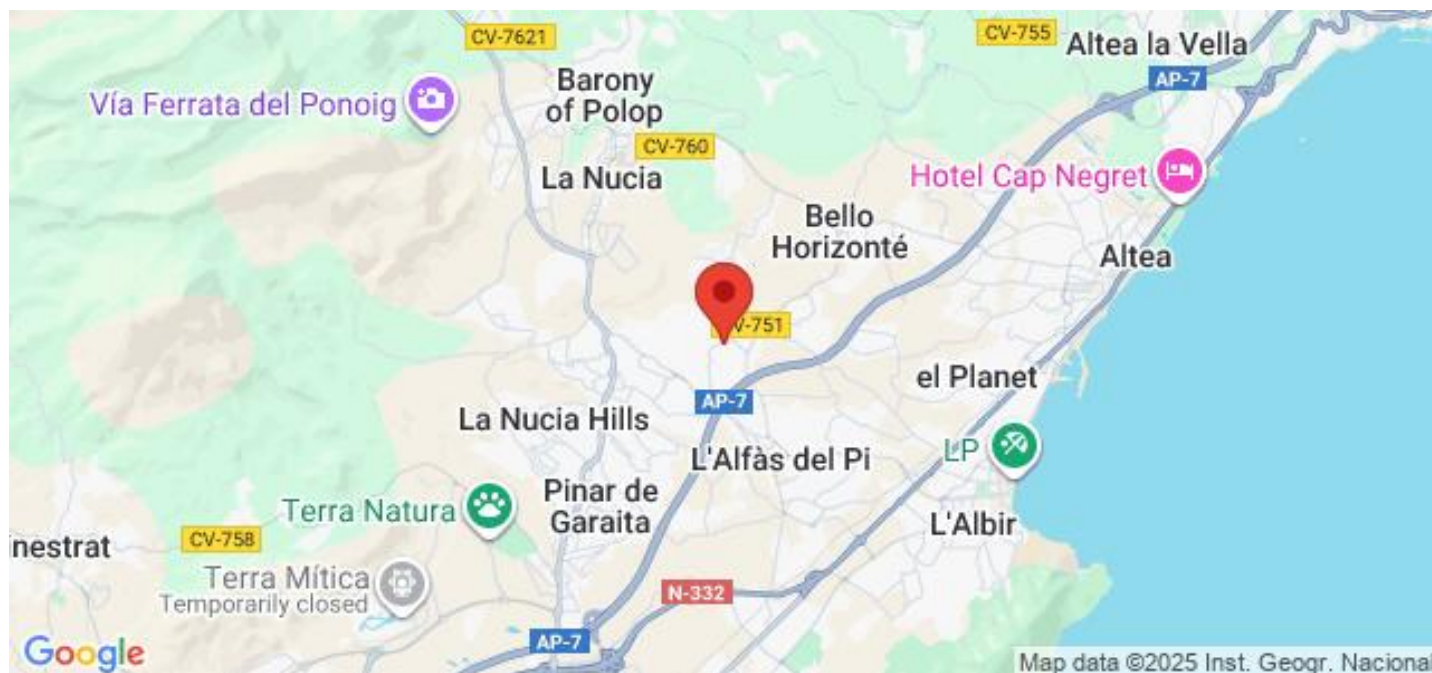 CV-7621
CV-755
Altea la Vella
AP-7
Vía Ferrata del Ponoig
Barony
of Polop
CV-760
La Nucia
Hotel Cap Negret
Bello
Horizonté
Altea
CV-751
el Planet
AP-7
La Nucia Hills
L'Alfàs del Pi
LP
Pinar de
Garaita
Terra Natura
L'Albir
nestrat
CV-758
Terra Mítica
Temporarily closed
N-332
AP-7
Google
Map data ©2025 Inst. Geogr. Nacional